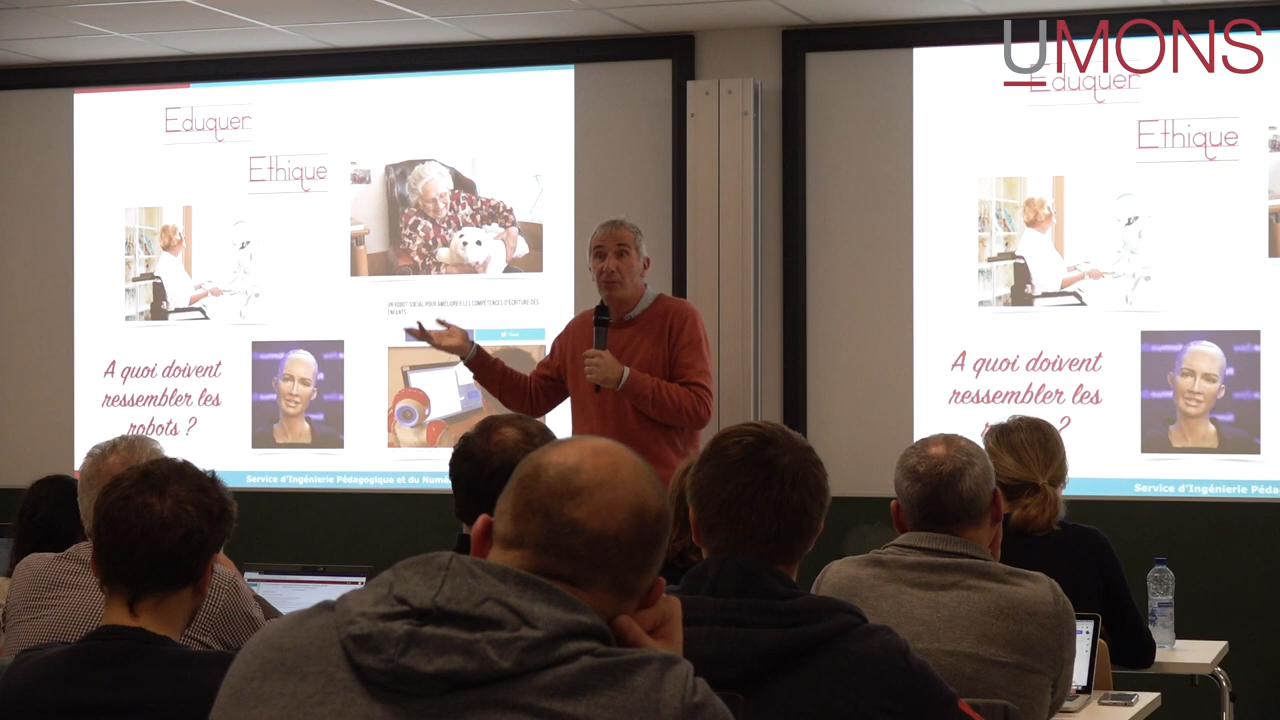 UMONS
Eduquer
Ethique
UN ROBOT SOCIAL POUR AMÉLIORER LES COMPÉTENCES D'ÉCRITURE DES
ENFANTS
A quoi doivent
ressembler les
robots ?
Service d'Ingénierie Pédagogique et du Numé
Eduquer
Ethique
A quoi doivent
ressembler les
Service d'Ingénierie Péda